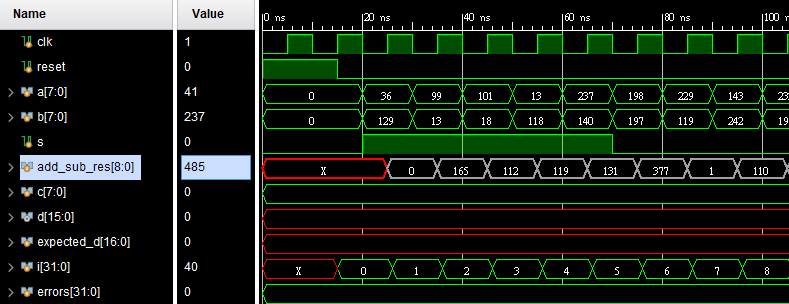 Name Value 0 ns 20 ns 40 ns 60 ns 80 ns 100 ns
clk 1
reset 0
a[7:0] 41 0 36 99 101 13 237 198 229 143
b[7:0] 237 0 129 13 18 118 140 197 119 242
s 0
add_sub_res[8:0] 485 X 0 165 112 119 131 377 1 110
c[7:0] 0
d[15:0] 0
expected_d[16:0] 0
i[31:0] 40 X 0 1 2 3 4 5 6 7 8
errors[31:0] 0